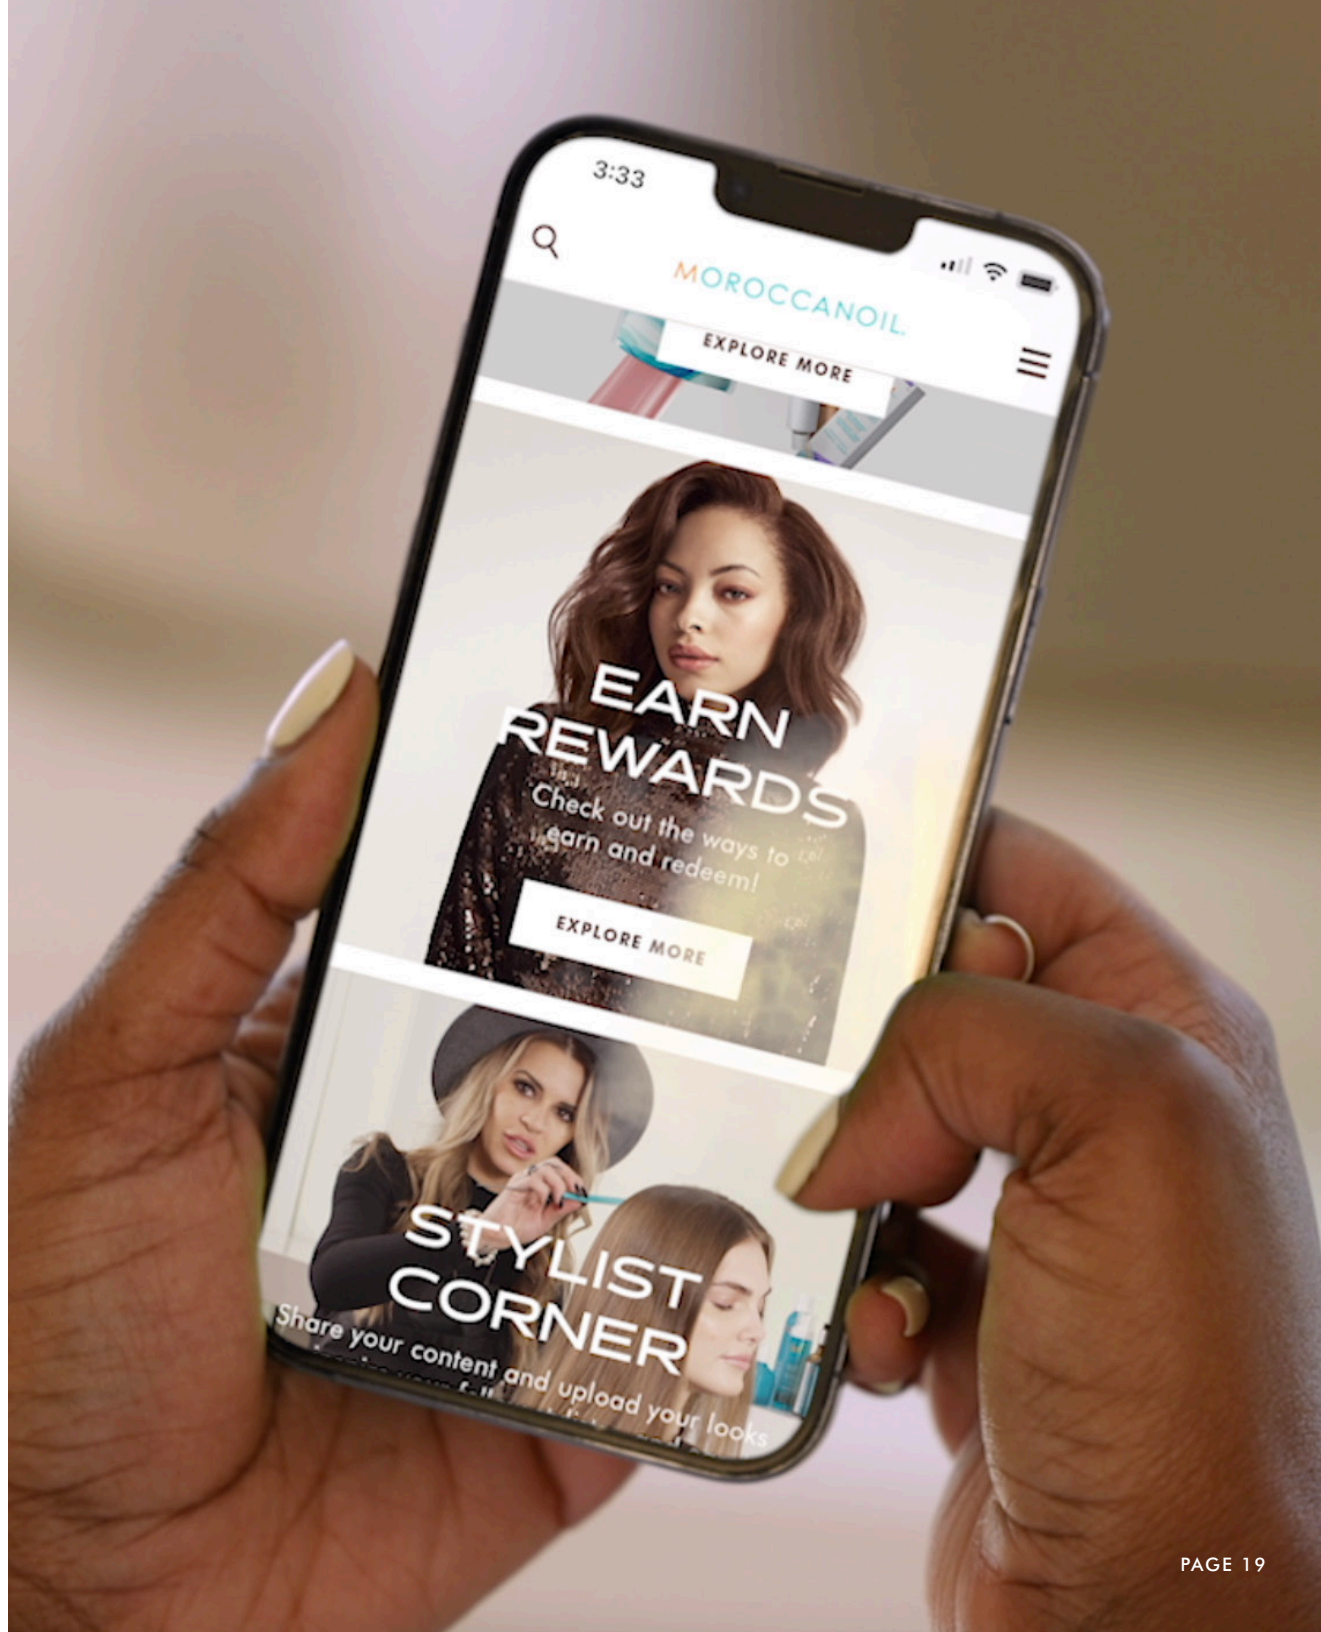 3:33
MOROCCANOIL.
EXPLORE MORE
EARN
REWARDS
Check out the ways to
earn and redeem!
EXPLORE MORE
STYLIST
CORNER
Share your content and upload your looks
PAGE 19